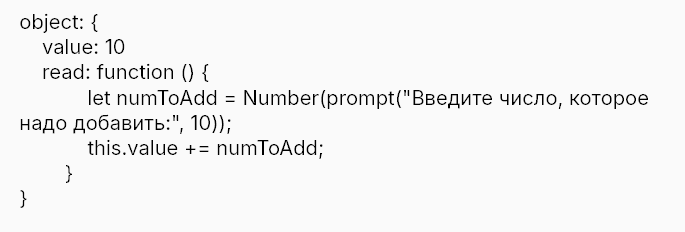 object: {
value: 10
read: function () {
let numToAdd = Number(prompt("Введите число, которое
надо добавить:", 10));
this.value += numToAdd;
}
}